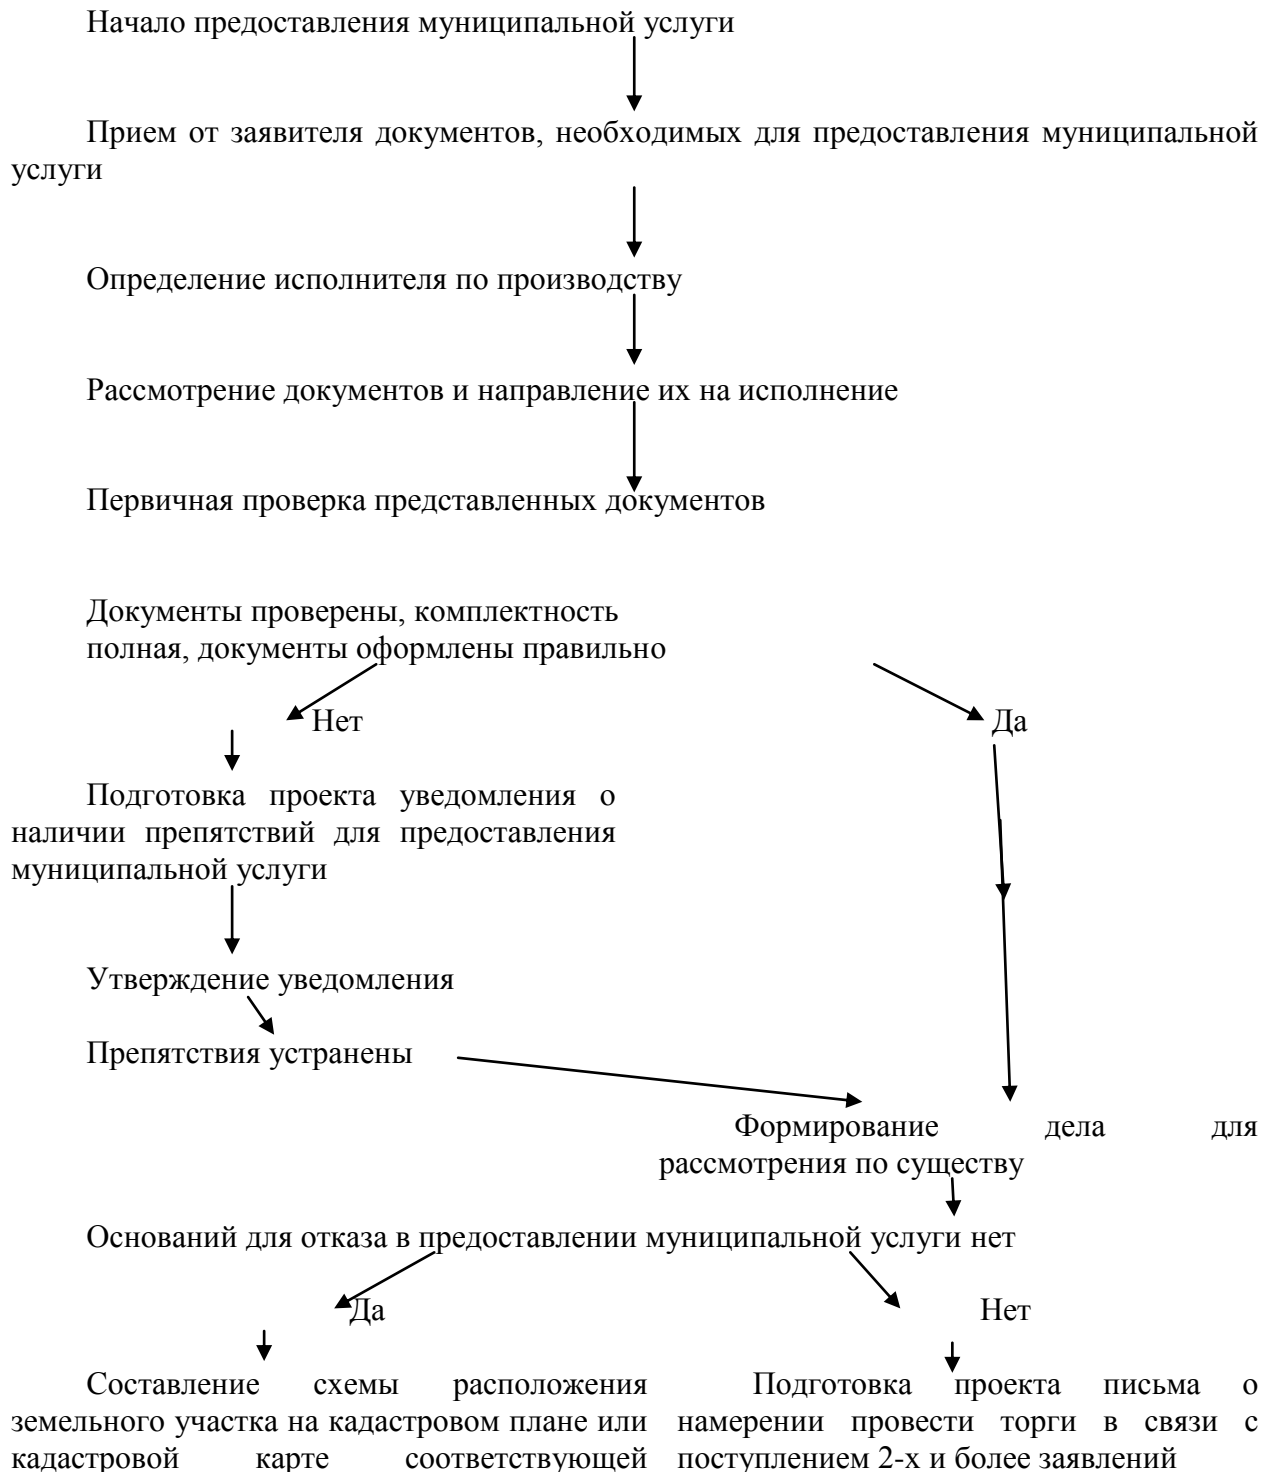 Начало предоставления муниципальной услуги
Прием от заявителя документов, необходимых для предоставления муниципальной
услуги
Определение исполнителя по производству
Рассмотрение документов и направление их на исполнение
Первичная проверка представленных документов
Документы проверены, комплектность
полная, документы оформлены правильно
Нет
Да
Подготовка проекта уведомления о
наличии препятствий для предоставления
муниципальной услуги
Утверждение уведомления
Препятствия устранены
Формирование дела для
рассмотрения по существу
Оснований для отказа в предоставлении муниципальной услуги нет
Да
Нет
Составление схемы расположения
земельного участка на кадастровом плане или
кадастровой карте соответствующей
Подготовка проекта письма о
намерении провести торги в связи с
поступлением 2-х и более заявлений